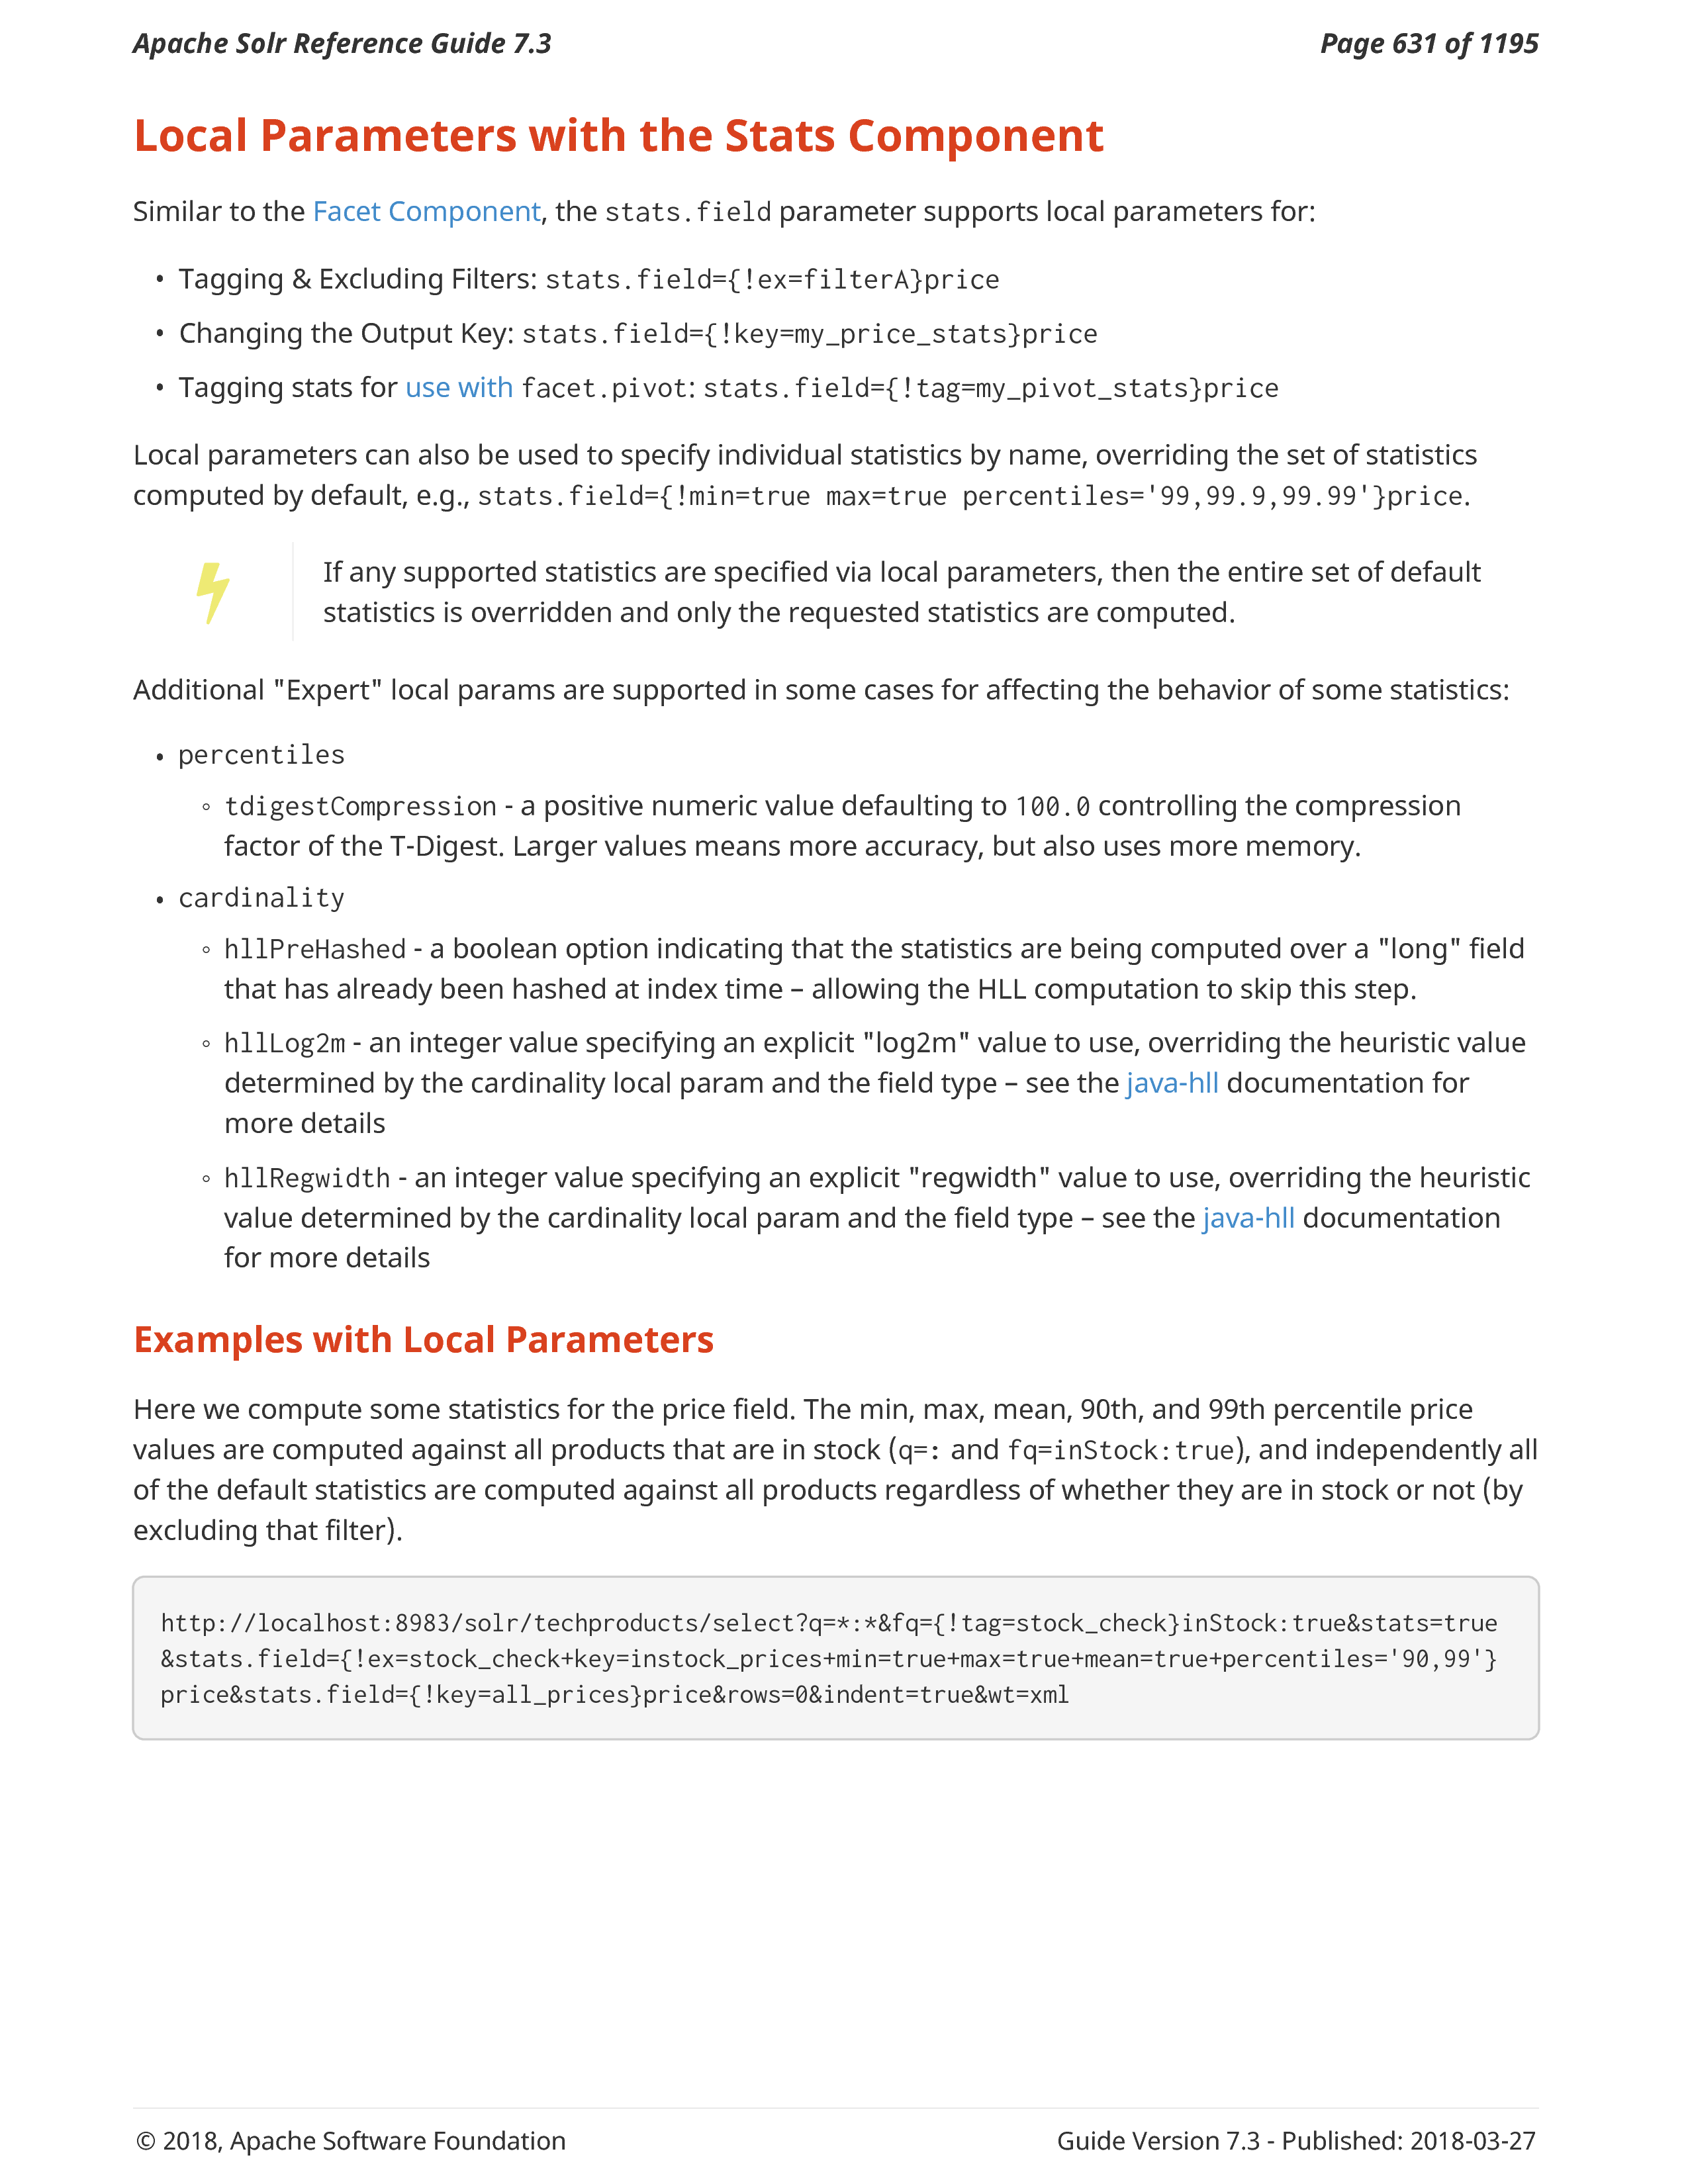 Apache Solr Reference Guide 7.3
Page 631 of 1195
Local Parameters with the Stats Component
Similar to the Facet Component, the stats.field parameter supports local parameters for:
• Tagging & Excluding Filters: stats.field={!ex=filterA}price
• Changing the Output Key: stats.field={!key=my_price_stats}price
• Tagging stats for use with facet.pivot: stats.field={!tag=my_pivot_stats}price
Local parameters can also be used to specify individual statistics by name, overriding the set of statistics
computed by default, e.g., stats.field={!min=true max=true percentiles='99,99.9,99.99'}price.
If any supported statistics are specified via local parameters, then the entire set of default
statistics is overridden and only the requested statistics are computed.
Additional "Expert" local params are supported in some cases for affecting the behavior of some statistics:
• percentiles
◦ tdigestCompression - a positive numeric value defaulting to 100.0 controlling the compression
factor of the T-Digest. Larger values means more accuracy, but also uses more memory.
• cardinality
◦ hllPreHashed - a boolean option indicating that the statistics are being computed over a "long" field
that has already been hashed at index time – allowing the HLL computation to skip this step.
◦ hllLog2m - an integer value specifying an explicit "log2m" value to use, overriding the heuristic value
determined by the cardinality local param and the field type – see the java-hll documentation for
more details
◦ hllRegwidth - an integer value specifying an explicit "regwidth" value to use, overriding the heuristic
value determined by the cardinality local param and the field type – see the java-hll documentation
for more details
Examples with Local Parameters
Here we compute some statistics for the price field. The min, max, mean, 90th, and 99th percentile price
values are computed against all products that are in stock (q=: and fq=inStock:true), and independently all
of the default statistics are computed against all products regardless of whether they are in stock or not (by
excluding that filter).
http://localhost:8983/solr/techproducts/select?q=*:*&fq={!tag=stock_check}inStock:true&stats=true
&stats.field={!ex=stock_check+key=instock_prices+min=true+max=true+mean=true+percentiles='90,99'}
price&stats.field={!key=all_prices}price&rows=0&indent=true&wt=xml
© 2018, Apache Software Foundation
Guide Version 7.3 - Published: 2018-03-27